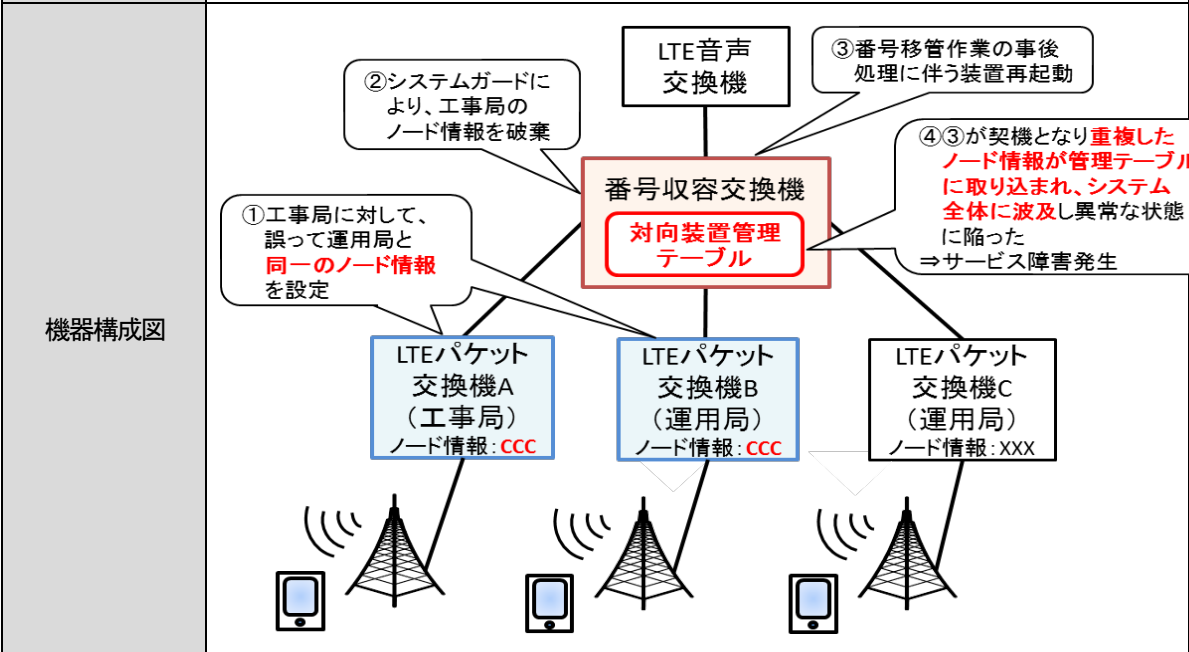 機器構成図
LTE音声
交換機
③番号移管作業の事後
処理に伴う装置再起動
②システムガードに
より、工事局の
ノード情報を破棄
④③が契機となり重複した
ノード情報が管理テーブル
に取り込まれ、システム
全体に波及し異常な状態
に陥った
⇒サービス障害発生
番号収容交換機
対向装置管理
テーブル
①工事局に対して、
誤って運用局と
同一のノード情報
を設定
LTEパケット
交換機A
（工事局）
ノード情報：CCC
LTEパケット
交換機B
（運用局）
ノード情報：CCC
LTEパケット
交換機C
（運用局）
ノード情報：XXX